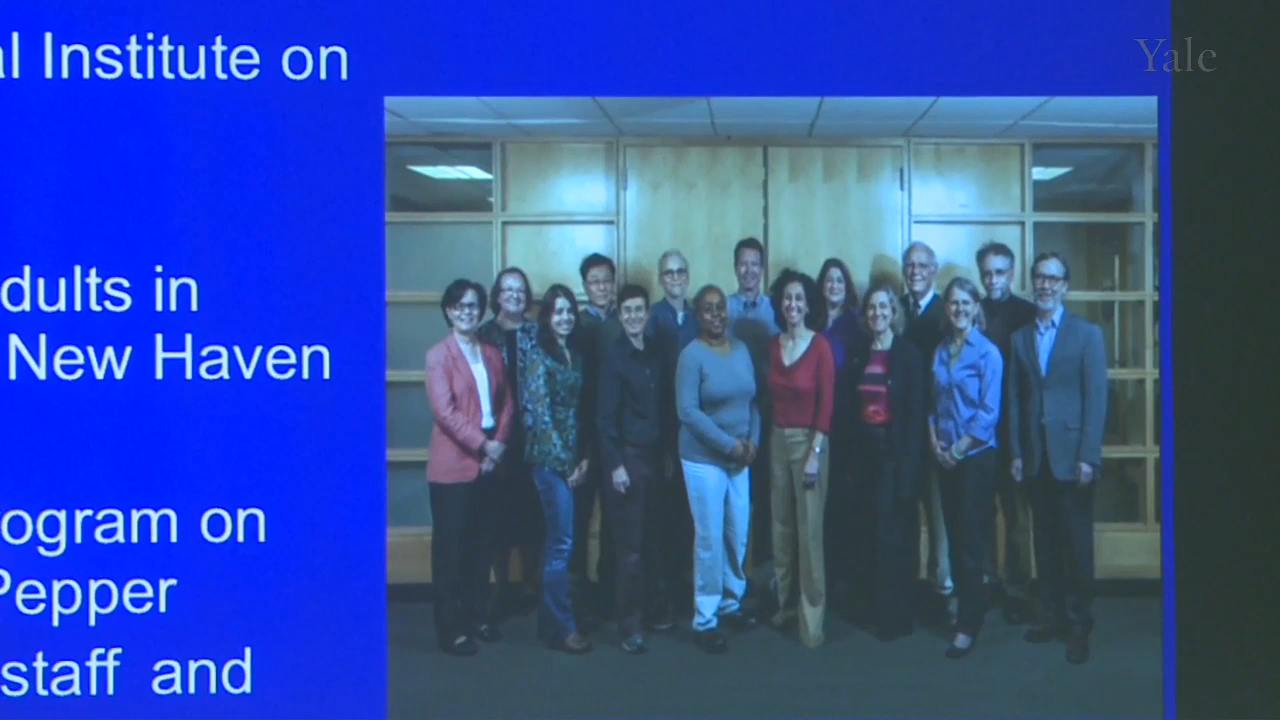 al Institute on
Yale
dults in
New Haven
ogram on
Pepper
staff and